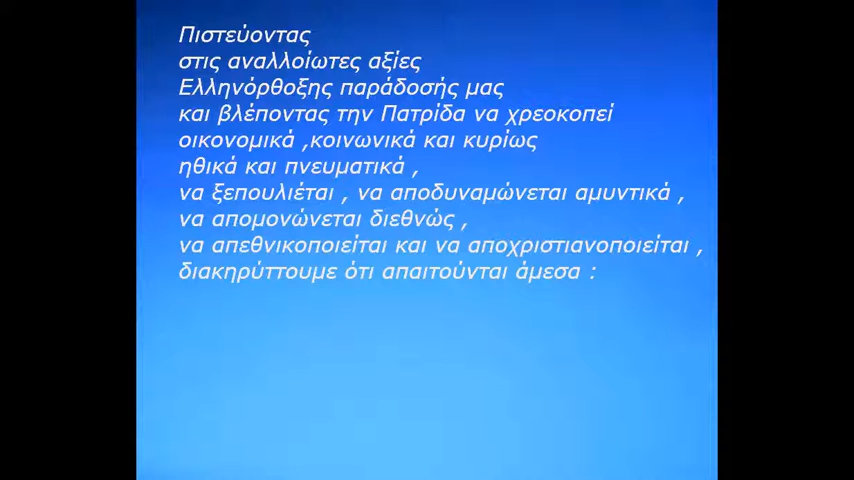 Πιστεύοντας
στις αναλλοίωτες αξίες
Ελληνόρθοξης παράδοσής μας
και βλέποντας την Πατρίδα να χρεοκοπεί
οικονομικά ,κοινωνικά και κυρίως
ηθικά και πνευματικά ,
να ξεπουλιέται , να αποδυναμώνεται αμυντικά ,
να απομονώνεται διεθνώς ,
να απεθνικοποιείται και να αποχριστιανοποιείται ,
διακηρύττουμε ότι απαιτούνται άμεσα :